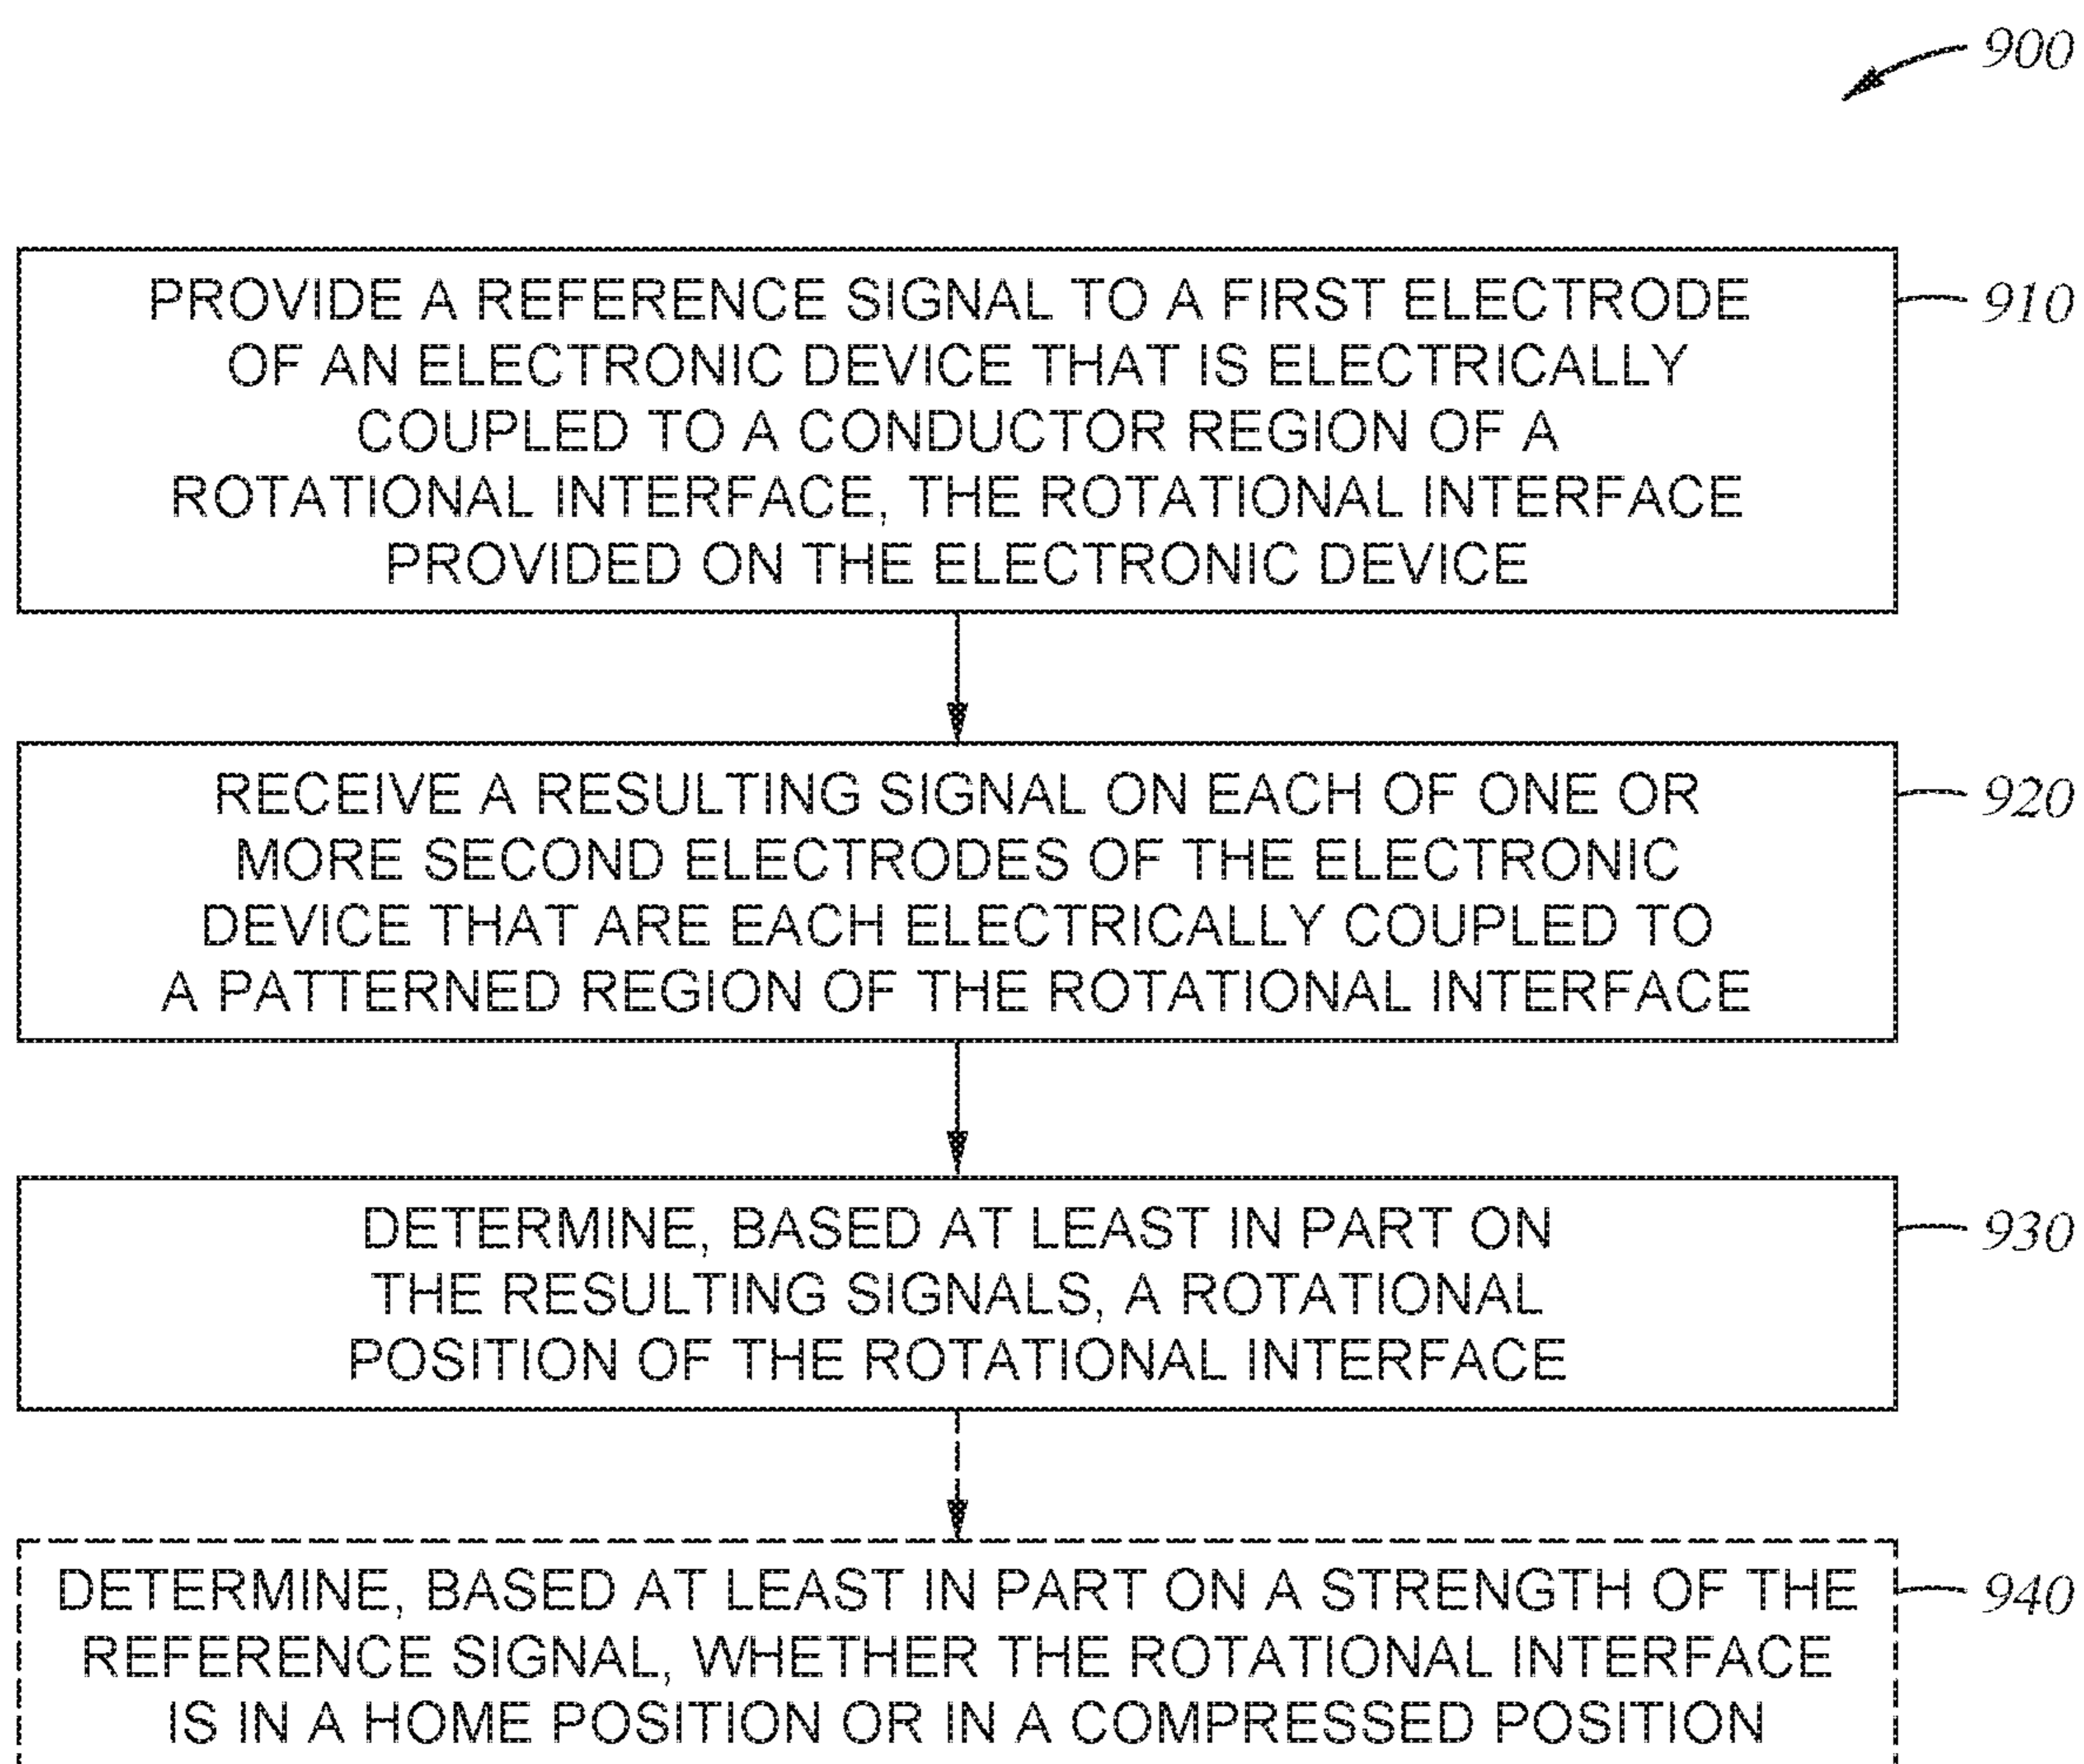 900
PROVIDE A REFERENCE SIGNAL TO A FIRST ELECTRODE
OF AN ELECTRONIC DEVICE THAT IS ELECTRICALLY
COUPLED TO A CONDUCTOR REGION OF A
ROTATIONAL INTERFACE, THE ROTATIONAL INTERFACE
PROVIDED ON THE ELECTRONIC DEVICE
910
RECEIVE A RESULTING SIGNAL ON EACH OF ONE OR
MORE SECOND ELECTRODES OF THE ELECTRONIC
DEVICE THAT ARE EACH ELECTRICALLY COUPLED TO
A PATTERNED REGION OF THE ROTATIONAL INTERFACE
920
DETERMINE, BASED AT LEAST IN PART ON
THE RESULTING SIGNALS, A ROTATIONAL
POSITION OF THE ROTATIONAL INTERFACE
930
DETERMINE, BASED AT LEAST IN PART ON A STRENGTH OF THE
REFERENCE SIGNAL, WHETHER THE ROTATIONAL INTERFACE
IS IN A HOME POSITION OR IN A COMPRESSED POSITION
940